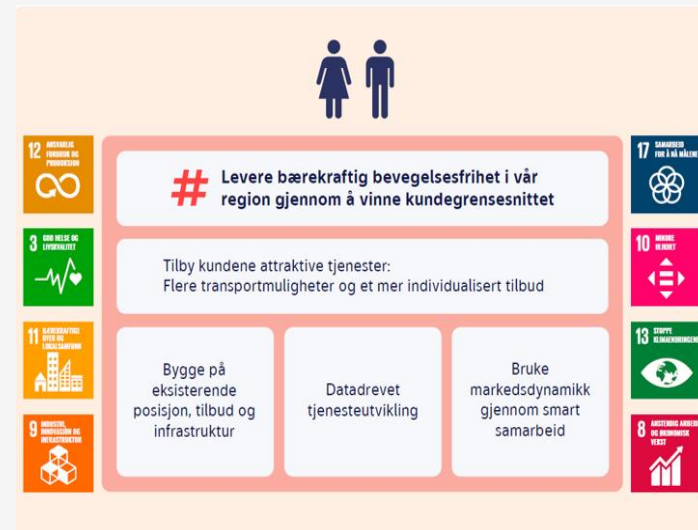 # Levere bærekraftig bevegelsesfrihet i vår
region gjennom å vinne kundegrensesnittet
Tilby kundene attraktive tjenester:
Flere transportmuligheter og et mer individualisert tilbud
Bygge på
eksisterende
posisjon, tilbud og
infrastruktur
Datadrevet
tjenesteutvikling
Bruke
markedsdynamikk
gjennom smart
samarbeid
12 ANSVARLIG
FORBRUK OG
PRODUKSJON
3 GOD HELSE OG
LIVSKVALITET
11 BÆREKRAFTIGE
BYER OG
LOKALSAMFUNN
9 INDUSTRI,
INNOVASJON OG
INFRASTRUKTUR
17 SAMARBEID
FOR Å NÅ MÅLENE
10 MINDRE
ULIKHET
13 STOPPE
KLIMAENDRINGENE
8 ANSTENDIG ARBEID
OG ØKONOMISK
VEKST